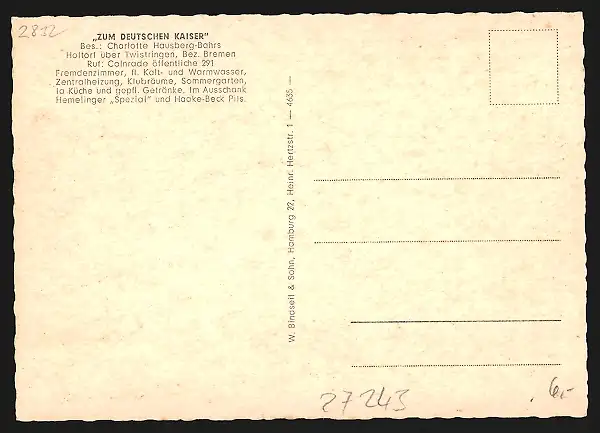 2832
„ZUM DEUTSCHEN KAISER"
Bes.: Charlotte Hausberg-Bahrs
Holtorf über Twistringen, Bez. Bremen
Ruf: Colnrade öffentliche 291
Fremdenzimmer, fl. Kalt- und Warmwasser,
Zentralheizung, Klubräume, Sommergarten,
Ia Küche und gepfl. Getränke. Im Ausschank
Hemelinger „Spezial" und Haake-Beck Pils.
W. Bindseil & Sohn, Hamburg 22, Heinr. Hertzstr. 1 — 4635 —
27243
6,-